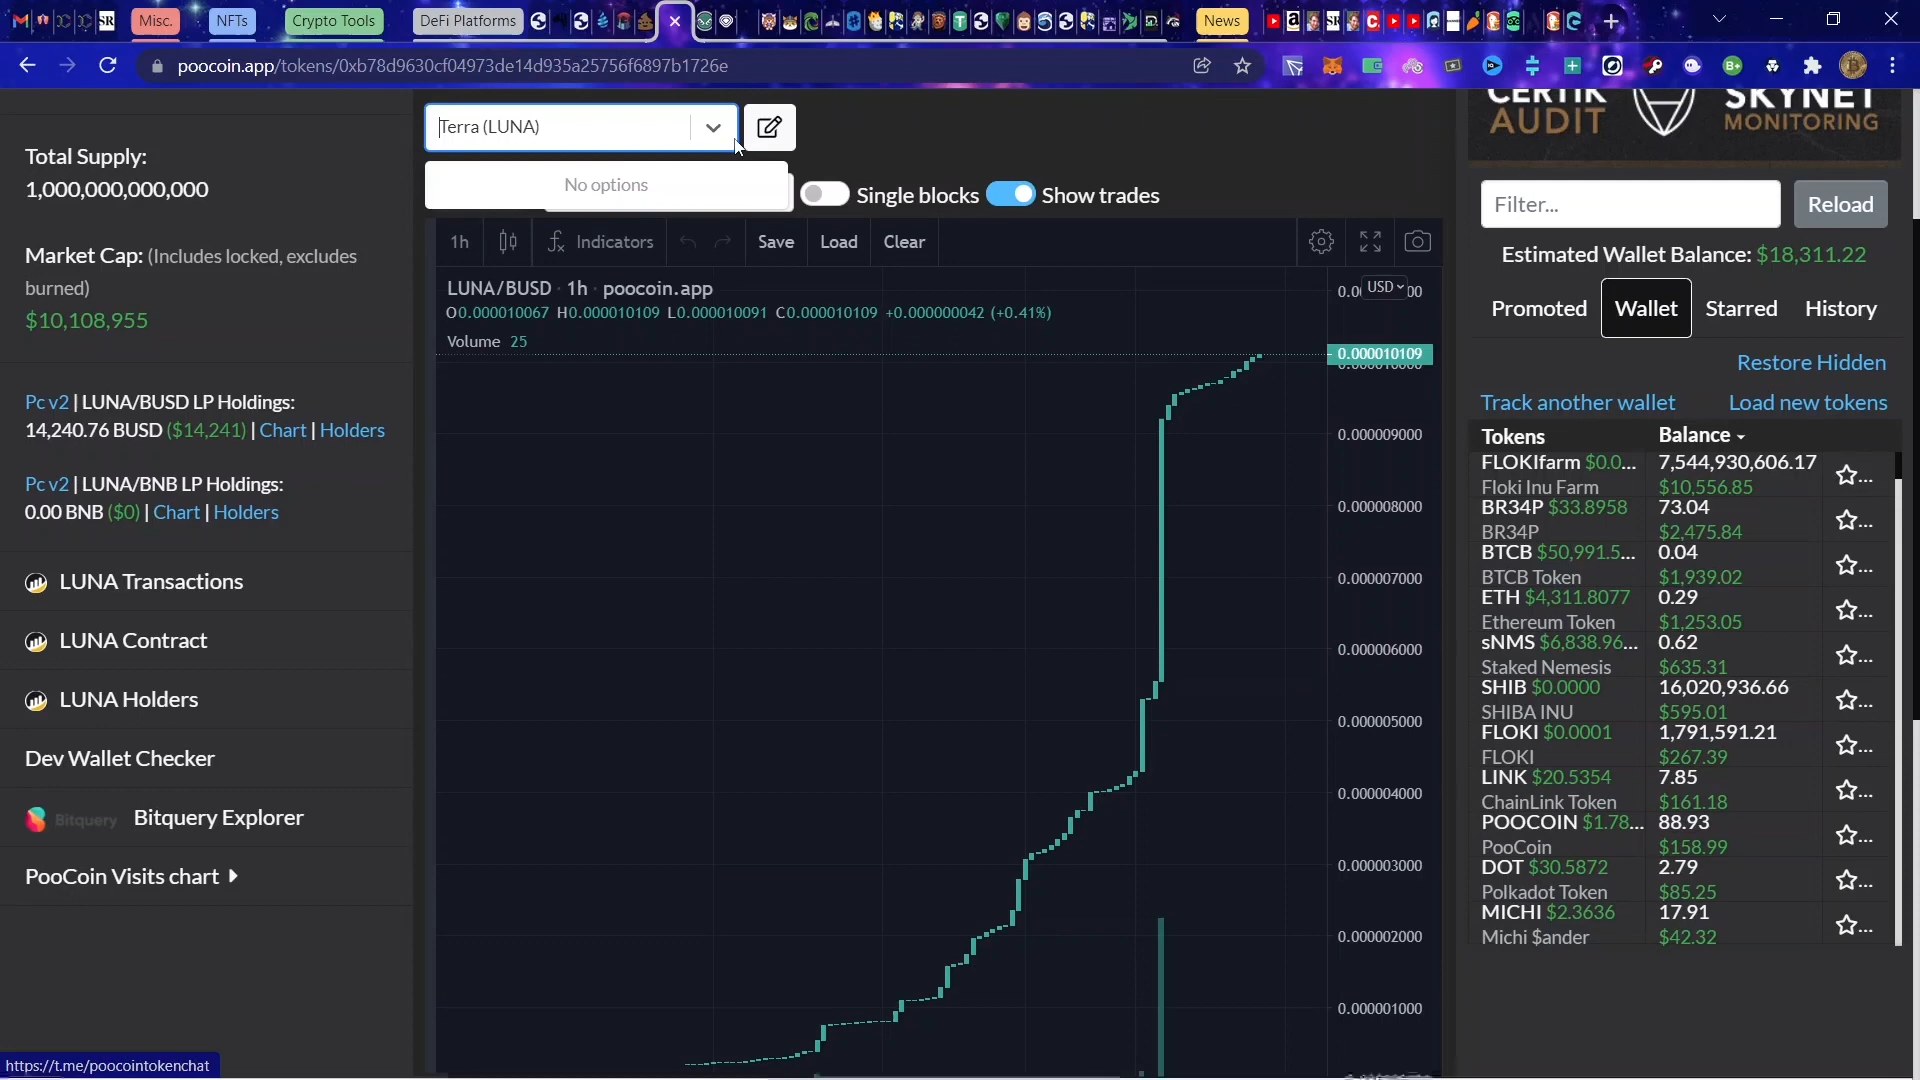 Misc.
NFTs
Crypto Tools
DeFi Platforms
News
poocoin.app/tokens/0xb78d9630cf04973de14d935a25756f6897b1726e
Total Supply:
1,000,000,000,000
Market Cap: (Includes locked, excludes
burned)
$10,108,955
Pc v2 | LUNA/BUSD LP Holdings:
14,240.76 BUSD ($14,241) | Chart | Holders
Pc v2 | LUNA/BNB LP Holdings:
0.00 BNB ($0) | Chart | Holders
LUNA Transactions
LUNA Contract
LUNA Holders
Dev Wallet Checker
Bitquery Bitquery Explorer
PooCoin Visits chart
https://t.me/poocointokenchat
Terra (LUNA)
No options
Single blocks
Show trades
1h
Indicators
Save
Load
Clear
LUNA/BUSD · 1h · poocoin.app
O0.000010067 H0.000010109 L0.000010091 C0.000010109 +0.000000042 (+0.41%)
Volume 25
USD
0.000010109
0.000009000
0.000008000
0.000007000
0.000006000
0.000005000
0.000004000
0.000003000
0.000002000
0.000001000
CERTIK
AUDIT
SKYNET
MONITORING
Filter...
Reload
Estimated Wallet Balance: $18,311.22
Promoted
Wallet
Starred
History
Restore Hidden
Track another wallet
Load new tokens
Tokens Balance
FLOKIfarm $0.0... 7,544,930,606.17
Floki Inu Farm $10,556.85
BR34P $33.8958 73.04
BR34P $2,475.84
BTCB $50,991.5... 0.04
BTCB Token $1,939.02
ETH $4,311.8077 0.29
Ethereum Token $1,253.05
sNMS $6,838.96... 0.62
Staked Nemesis $635.31
SHIB $0.0000 16,020,936.66
SHIBA INU $595.01
FLOKI $0.0001 1,791,591.21
FLOKI $267.39
LINK $20.5354 7.85
ChainLink Token $161.18
POOCOIN $1.78... 88.93
PooCoin $158.99
DOT $30.5872 2.79
Polkadot Token $85.25
MICHI $2.3636 17.91
Michi $ander $42.32